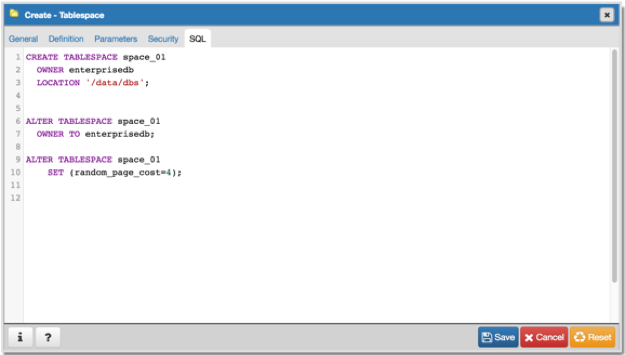 Create - Tablespace
General Definition Parameters Security SQL
1 CREATE TABLESPACE space_01
2 OWNER enterprisedb
3 LOCATION '/data/dbs';
4
5
6 ALTER TABLESPACE space_01
7 OWNER TO enterprisedb;
8
9 ALTER TABLESPACE space_01
10 SET (random_page_cost=4);
11
12
i ? Save Cancel Reset